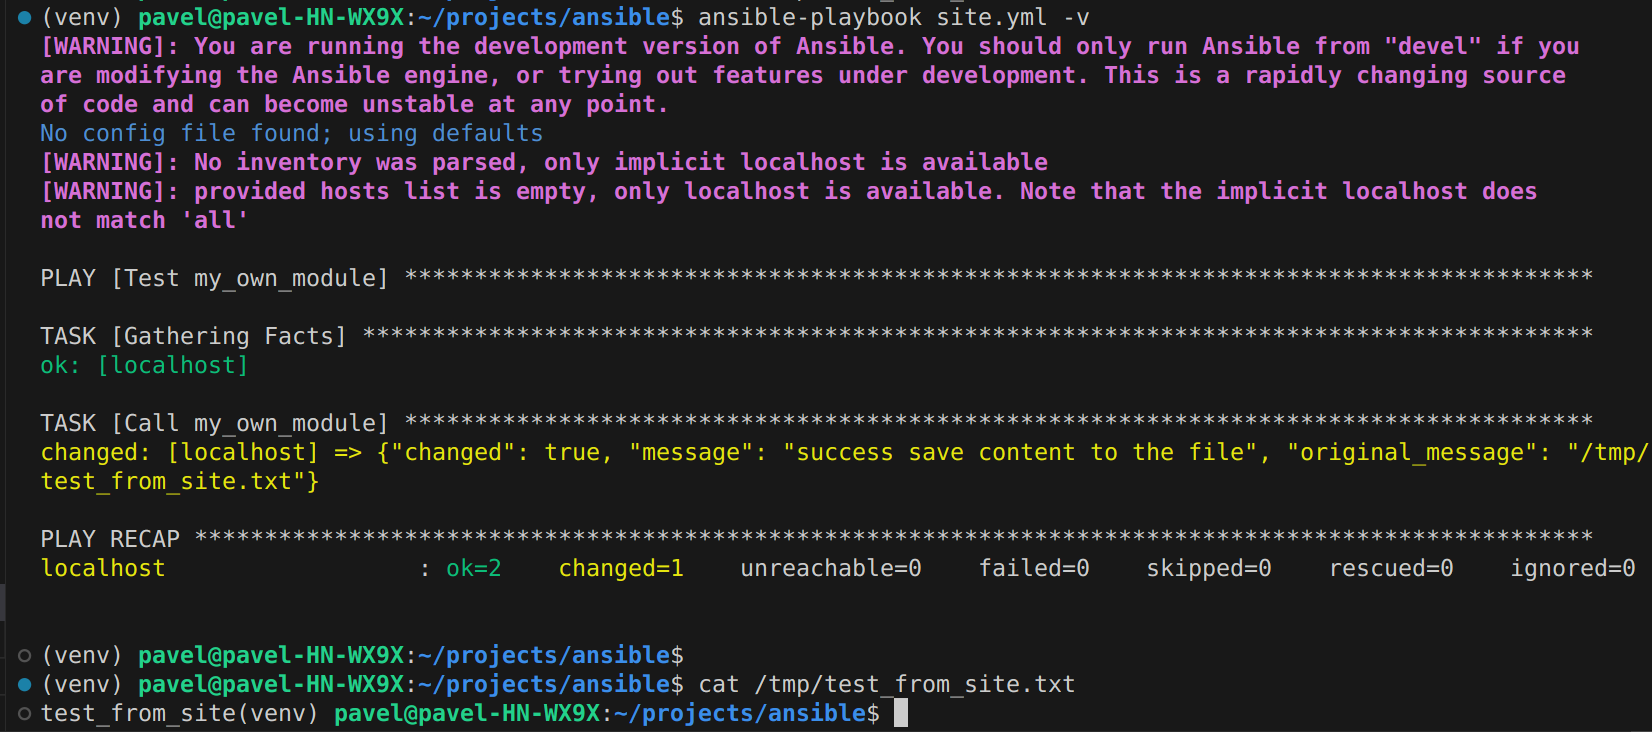 (venv) pavel@pavel-HN-WX9X:~/projects/ansible$ ansible-playbook site.yml -v
[WARNING]: You are running the development version of Ansible. You should only run Ansible from "devel" if you
are modifying the Ansible engine, or trying out features under development. This is a rapidly changing source
of code and can become unstable at any point.
No config file found; using defaults
[WARNING]: No inventory was parsed, only implicit localhost is available
[WARNING]: provided hosts list is empty, only localhost is available. Note that the implicit localhost does
not match 'all'
PLAY [Test my_own_module] *************************************************************************************
TASK [Gathering Facts] ****************************************************************************************
ok: [localhost]
TASK [Call my_own_module] *************************************************************************************
changed: [localhost] => {"changed": true, "message": "success save content to the file", "original_message": "/tmp/
test_from_site.txt"}
PLAY RECAP ****************************************************************************************************
localhost                  : ok=2    changed=1    unreachable=0    failed=0    skipped=0    rescued=0    ignored=0
(venv) pavel@pavel-HN-WX9X:~/projects/ansible$
(venv) pavel@pavel-HN-WX9X:~/projects/ansible$ cat /tmp/test_from_site.txt
test_from_site(venv) pavel@pavel-HN-WX9X:~/projects/ansible$